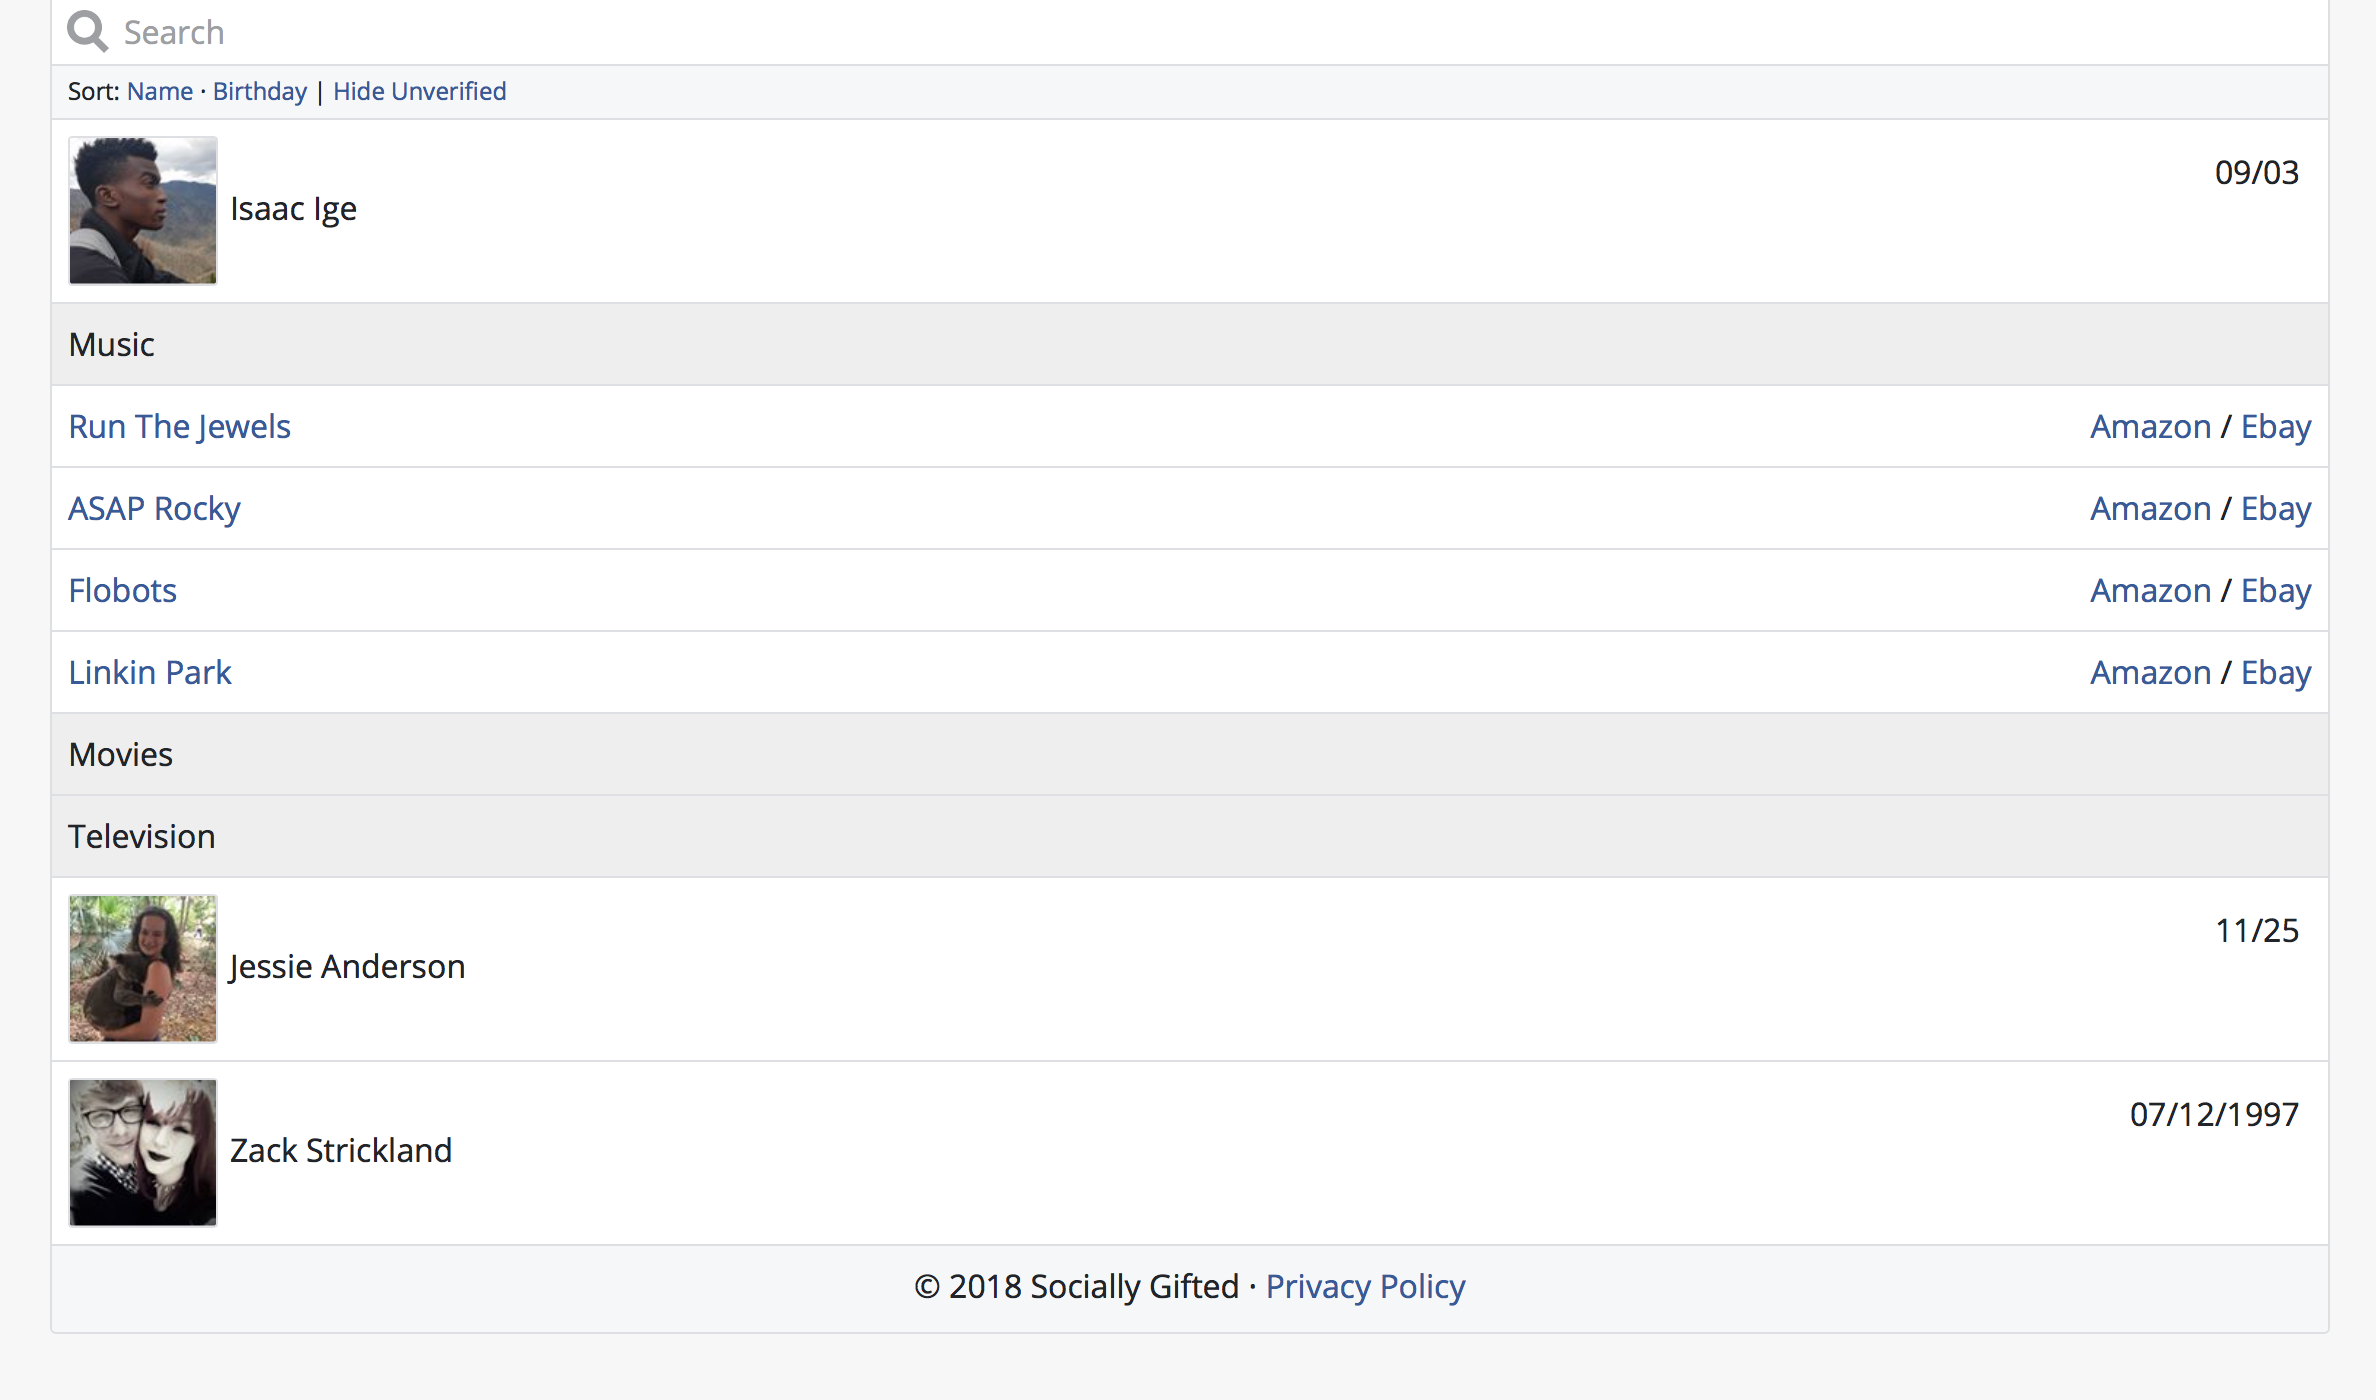 Search
Sort: Name · Birthday | Hide Unverified
Isaac Ige 09/03
Music
Run The Jewels Amazon / Ebay
ASAP Rocky Amazon / Ebay
Flobots Amazon / Ebay
Linkin Park Amazon / Ebay
Movies
Television
Jessie Anderson 11/25
Zack Strickland 07/12/1997
© 2018 Socially Gifted · Privacy Policy